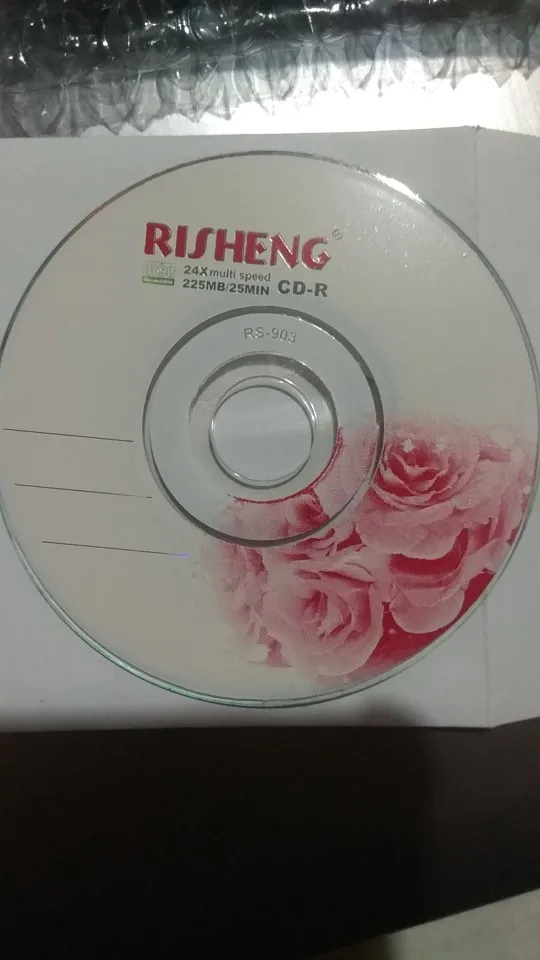 RISHENG®
24X multi speed
225MB/25MIN CD-R
RS-903